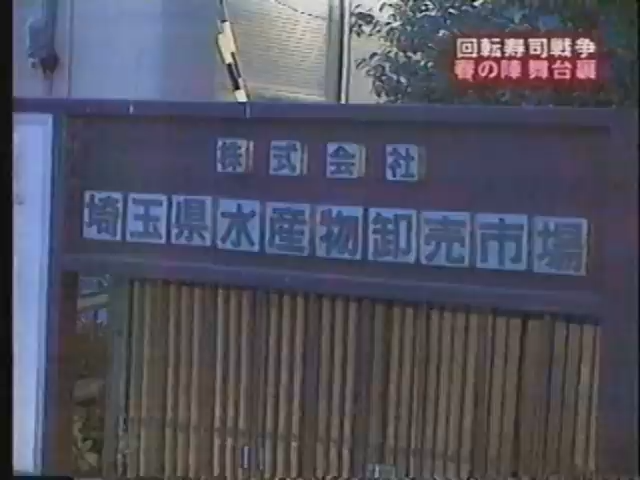 回転寿司戦争
春の陣 舞台裏
株式会社
埼玉県水産物卸売市場